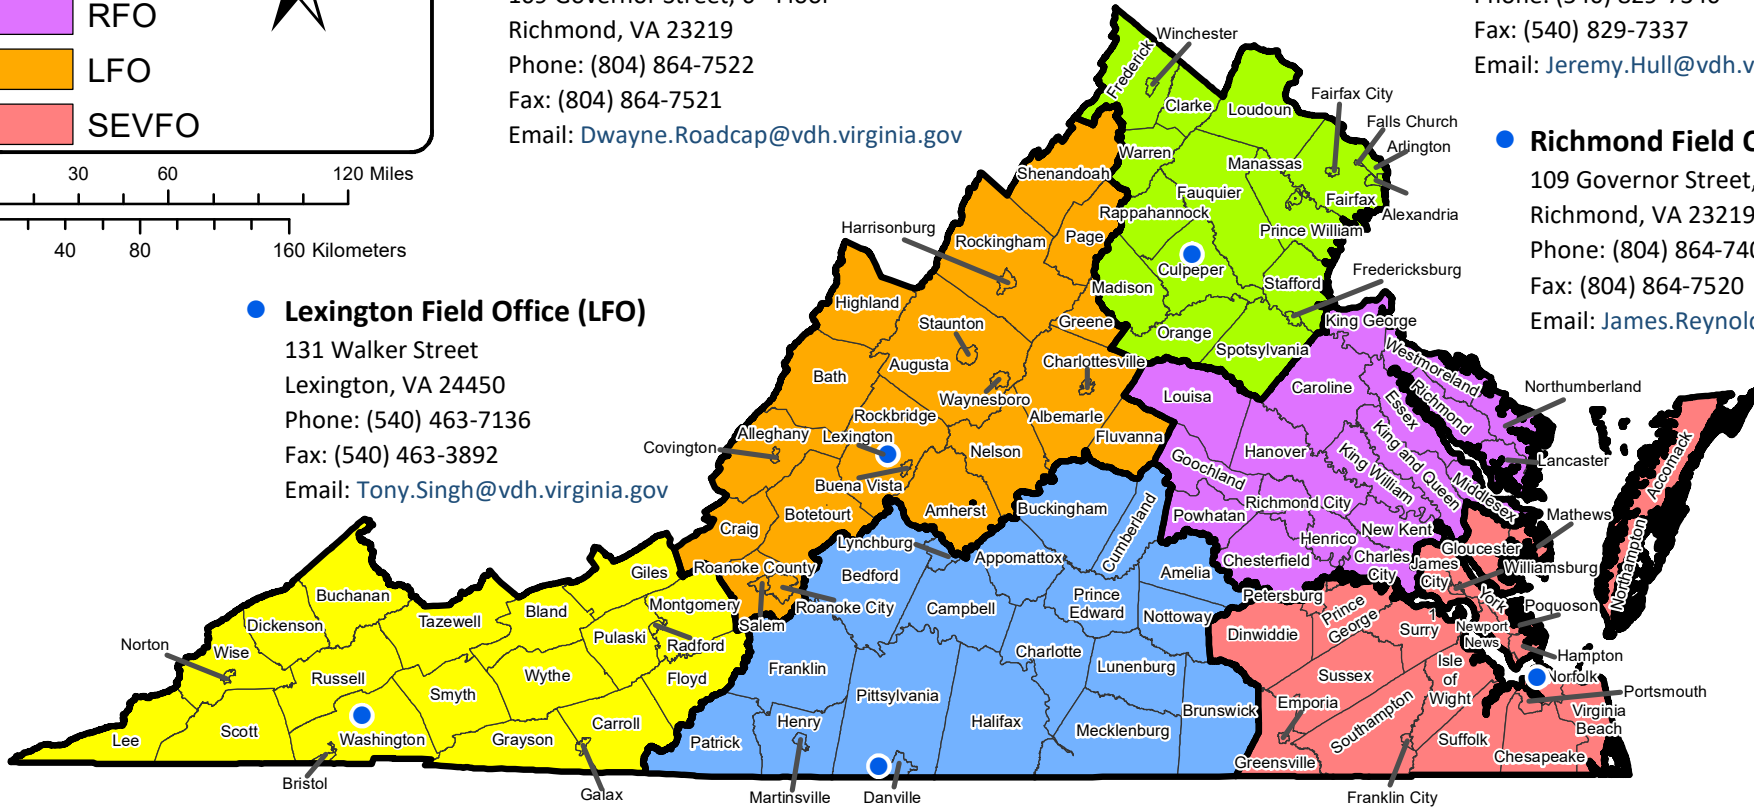 RFO
LFO
SEVFO
30 60 120 Miles
40 80 160 Kilometers
Richmond, VA 23219
Phone: (804) 864-7522
Fax: (804) 864-7521
Email: Dwayne.Roadcap@vdh.virginia.gov
Fax: (540) 829-7337
Email: Jeremy.Hull@vdh.v
Richmond Field
109 Governor Street,
Richmond, VA 23219
Phone: (804) 864-740
Fax: (804) 864-7520
Email: James.Reynold
Lexington Field Office (LFO)
131 Walker Street
Lexington, VA 24450
Phone: (540) 463-7136
Fax: (540) 463-3892
Email: Tony.Singh@vdh.virginia.gov
Winchester
Frederick
Clarke
Loudoun
Fairfax City
Falls Church
Arlington
Warren
Manassas
Fauquier
Fairfax
Alexandria
Rappahannock
Prince William
Culpeper
Madison
Stafford
Fredericksburg
Orange
Spotsylvania
Shenandoah
Harrisonburg
Rockingham
Page
Highland
Staunton
Greene
Augusta
Charlottesville
Bath
Waynesboro
Rockbridge
Albemarle
Alleghany
Lexington
Fluvanna
Covington
Nelson
Buena Vista
Botetourt
Amherst
Craig
Roanoke County
Roanoke City
Salem
King George
Westmoreland
Northumberland
Caroline
Richmond
Essex
Louisa
Lancaster
Hanover
King and Queen
King William
Goochland
Middlesex
Richmond City
Powhatan
New Kent
Henrico
Chesterfield
Charles
City
Accomack
Northampton
Mathews
Gloucester
James
City
Williamsburg
York
Poquoson
Petersburg
Prince
George
Surry
1
Newport
News
Dinwiddie
Hampton
Isle
of
Wight
Norfolk
Sussex
Portsmouth
Emporia
Southampton
Virginia
Beach
Suffolk
Chesapeake
Greensville
Franklin City
Buckingham
Cumberland
Lynchburg
Appomattox
Bedford
Amelia
Campbell
Prince
Edward
Nottoway
Charlotte
Franklin
Lunenburg
Pittsylvania
Brunswick
Henry
Halifax
Mecklenburg
Patrick
Martinsville
Danville
Giles
Buchanan
Bland
Montgomery
Dickenson
Tazewell
Pulaski
Radford
Norton
Wise
Wythe
Russell
Floyd
Smyth
Scott
Carroll
Lee
Washington
Grayson
Bristol
Galax